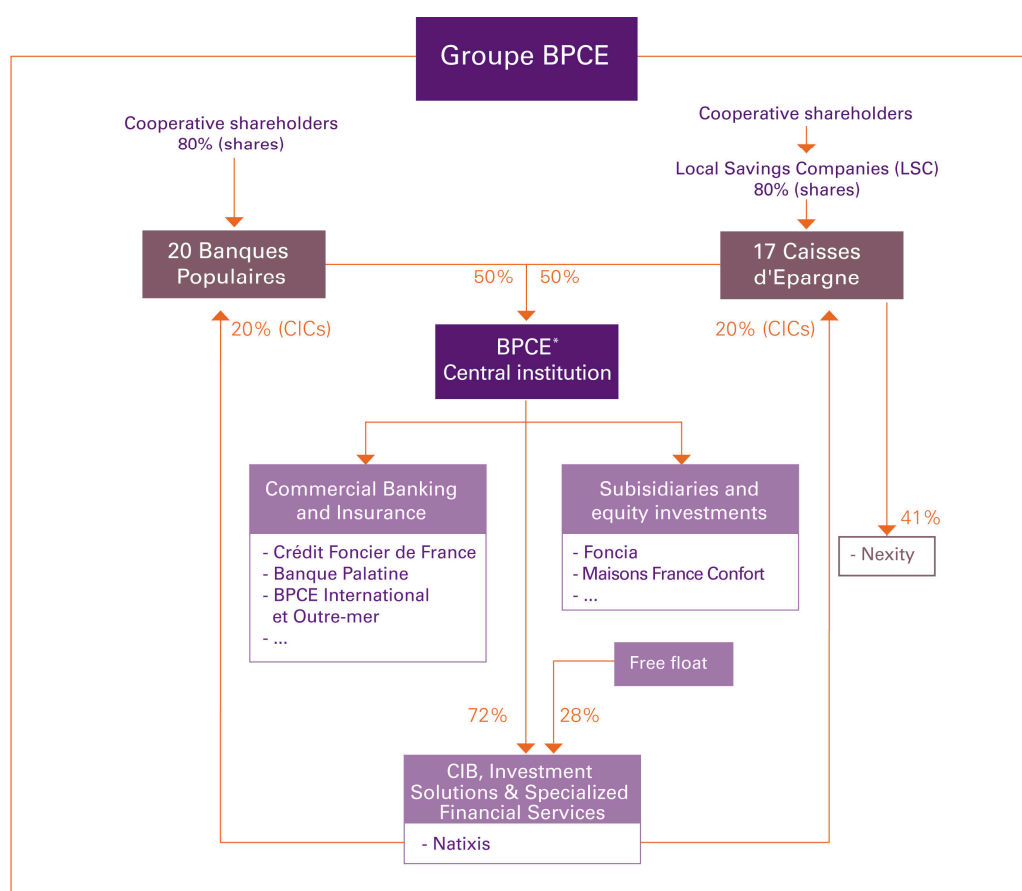 Groupe BPCE
Cooperative shareholders
80% (shares)
Cooperative shareholders
Local Savings Companies (LSC)
80% (shares)
20 Banques
Populaires
17 Caisses
d'Epargne
50%
50%
20% (CICs)
20% (CICs)
BPCE*
Central institution
Commercial Banking
and Insurance
- Crédit Foncier de France
- Banque Palatine
- BPCE International
et Outre-mer
- ...
Subisidiaries and
equity investments
- Foncia
- Maisons France Confort
- ...
41%
- Nexity
Free float
72%
28%
CIB, Investment
Solutions & Specialized
Financial Services
- Natixis